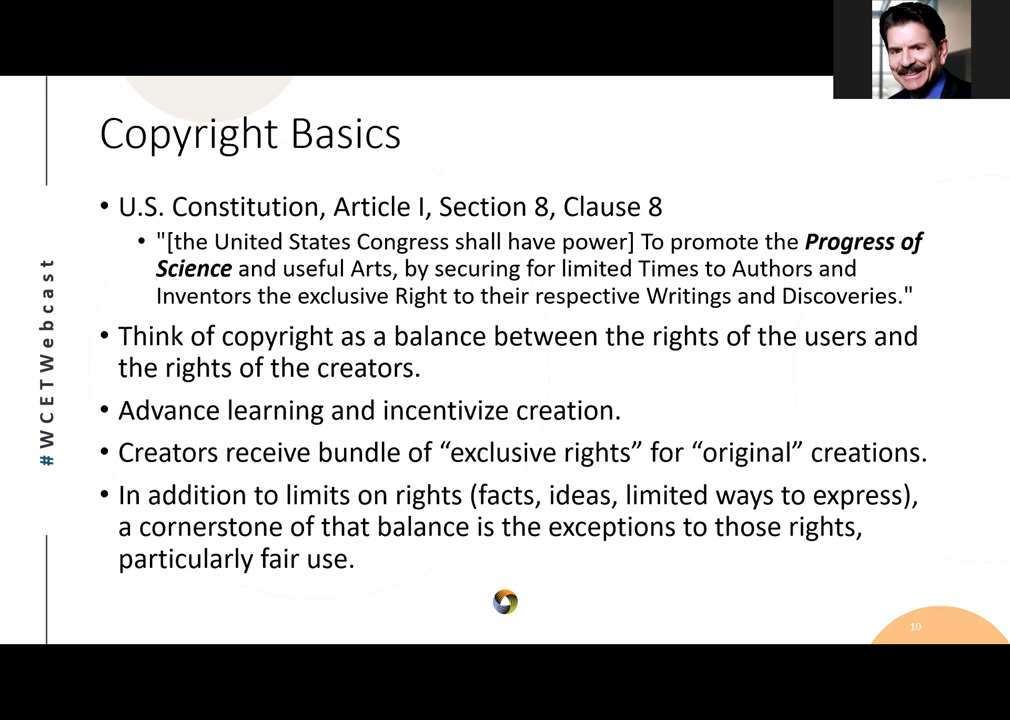 Copyright Basics
• U.S. Constitution, Article I, Section 8, Clause 8
• "[the United States Congress shall have power] To promote the Progress of
Science and useful Arts, by securing for limited Times to Authors and
Inventors the exclusive Right to their respective Writings and Discoveries."
• Think of copyright as a balance between the rights of the users and
the rights of the creators.
• Advance learning and incentivize creation.
• Creators receive bundle of “exclusive rights” for “original” creations.
• In addition to limits on rights (facts, ideas, limited ways to express),
a cornerstone of that balance is the exceptions to those rights,
particularly fair use.
#WCETWebcast
10